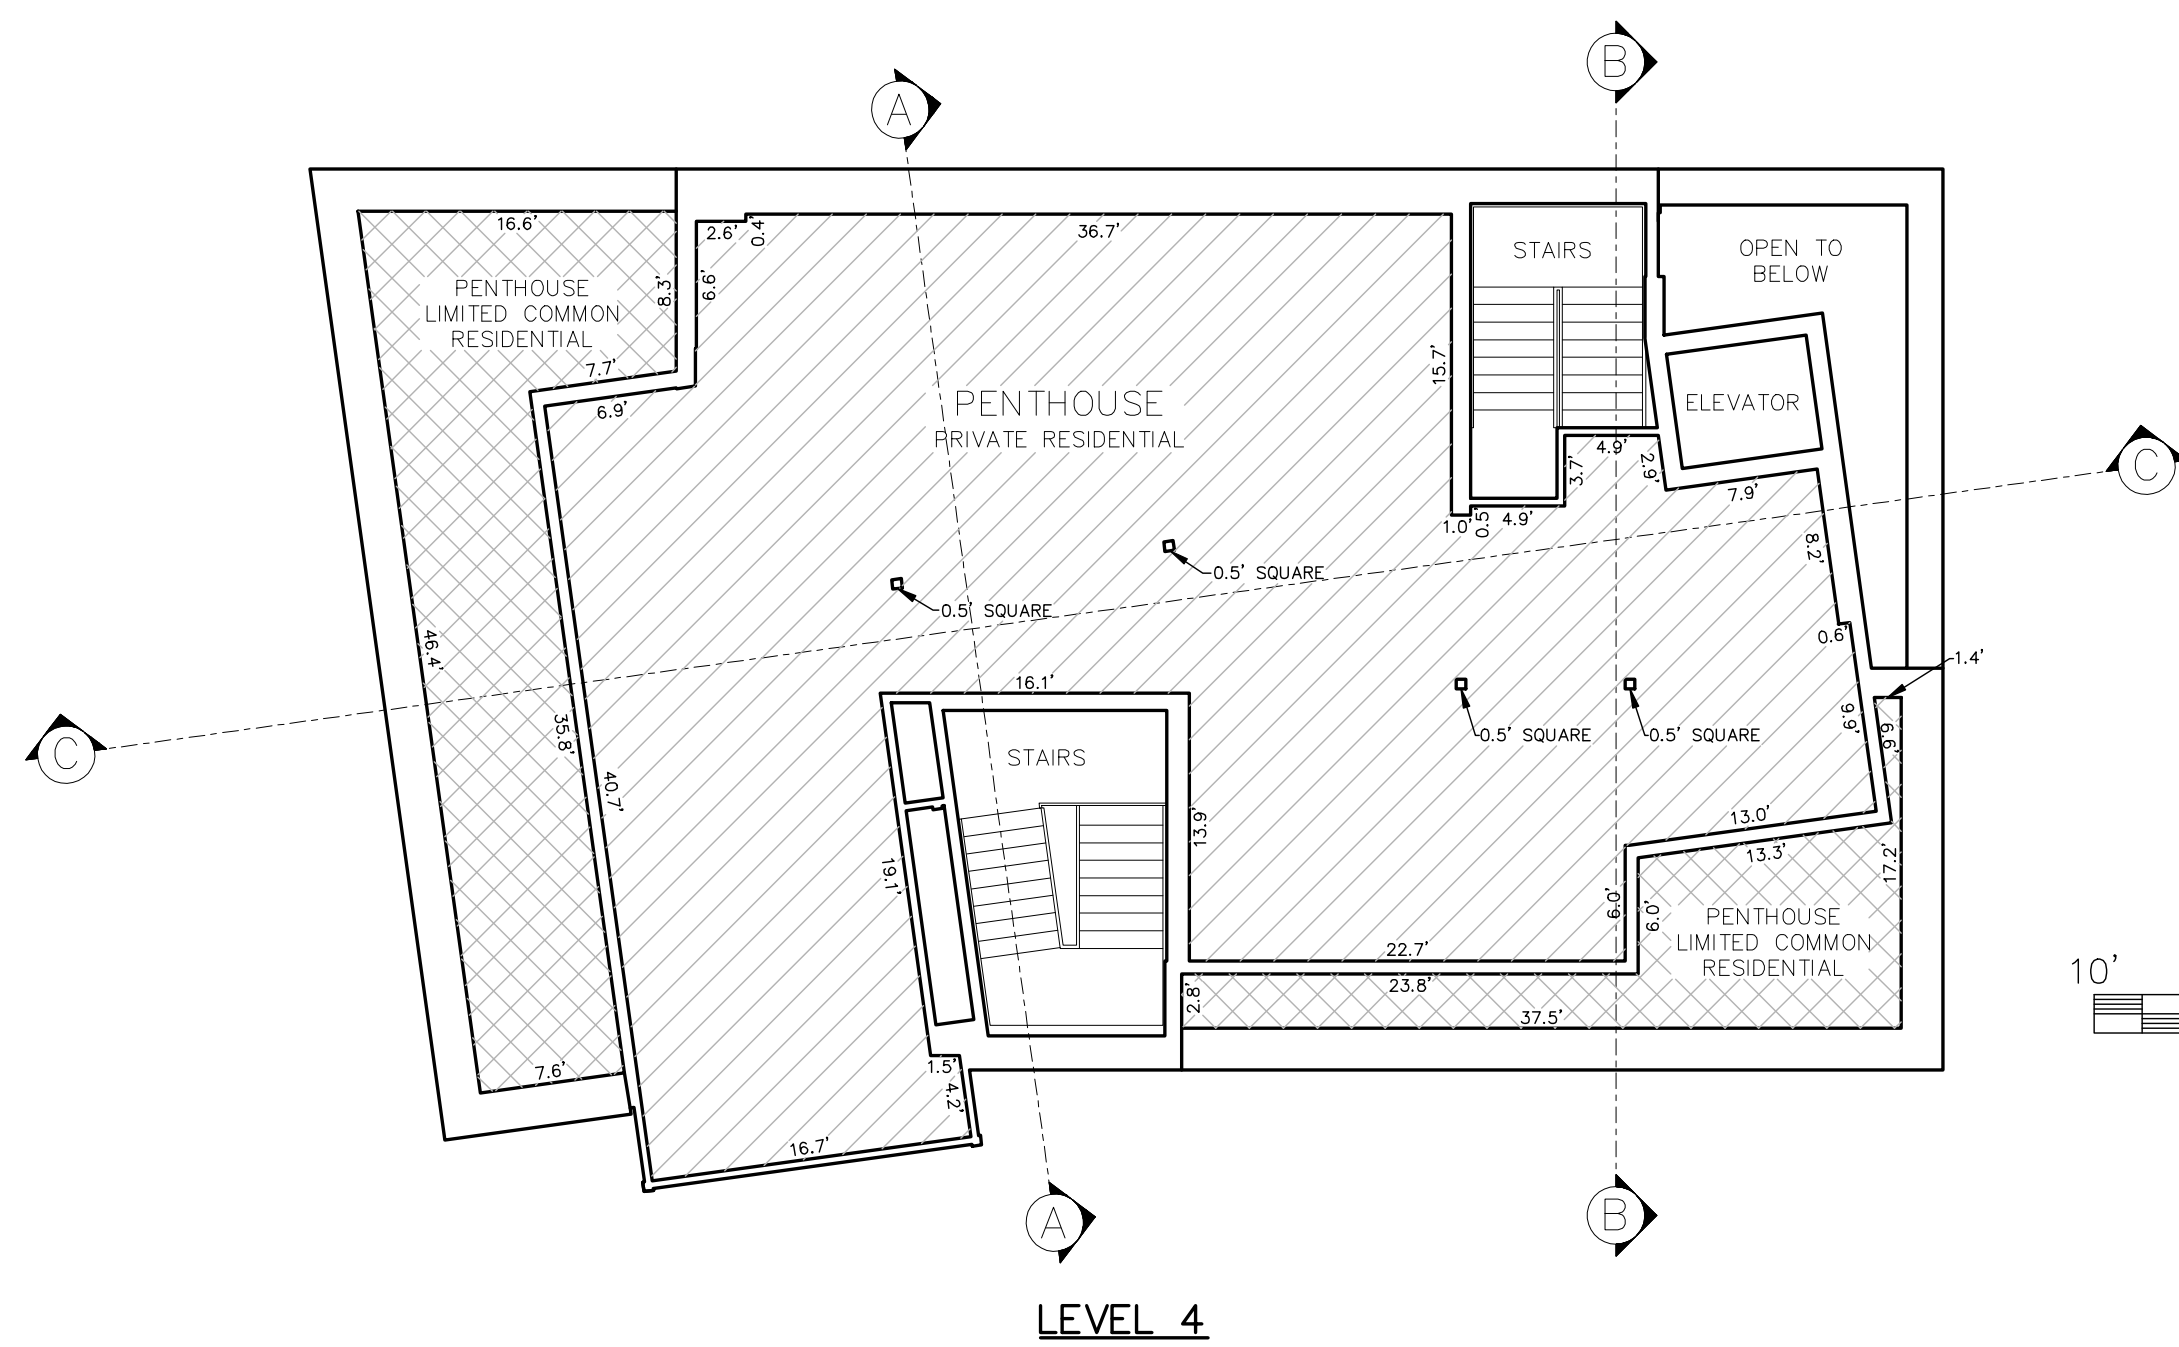 B
A
16.6'
2.6'
0.4'
36.7'
STAIRS
OPEN TO
BELOW
8.3'
6.6'
PENTHOUSE
LIMITED COMMON
RESIDENTIAL
7.7'
6.9'
15.7'
PENTHOUSE
PRIVATE RESIDENTIAL
ELEVATOR
4.9'
3.7'
2.9'
7.9'
C
1.0'
0.5'
4.9'
8.2'
0.5' SQUARE
0.5' SQUARE
0.6'
1.4'
46.4'
16.1'
35.8'
C
STAIRS
0.5' SQUARE
0.5' SQUARE
9.9'
9.6'
40.7'
13.9'
13.0'
13.3'
19.1'
17.2'
6.0'
6.0'
PENTHOUSE
LIMITED COMMON
RESIDENTIAL
22.7'
23.8'
2.8'
37.5'
10'
7.6'
1.5'
4.2'
16.7'
A
B
LEVEL 4